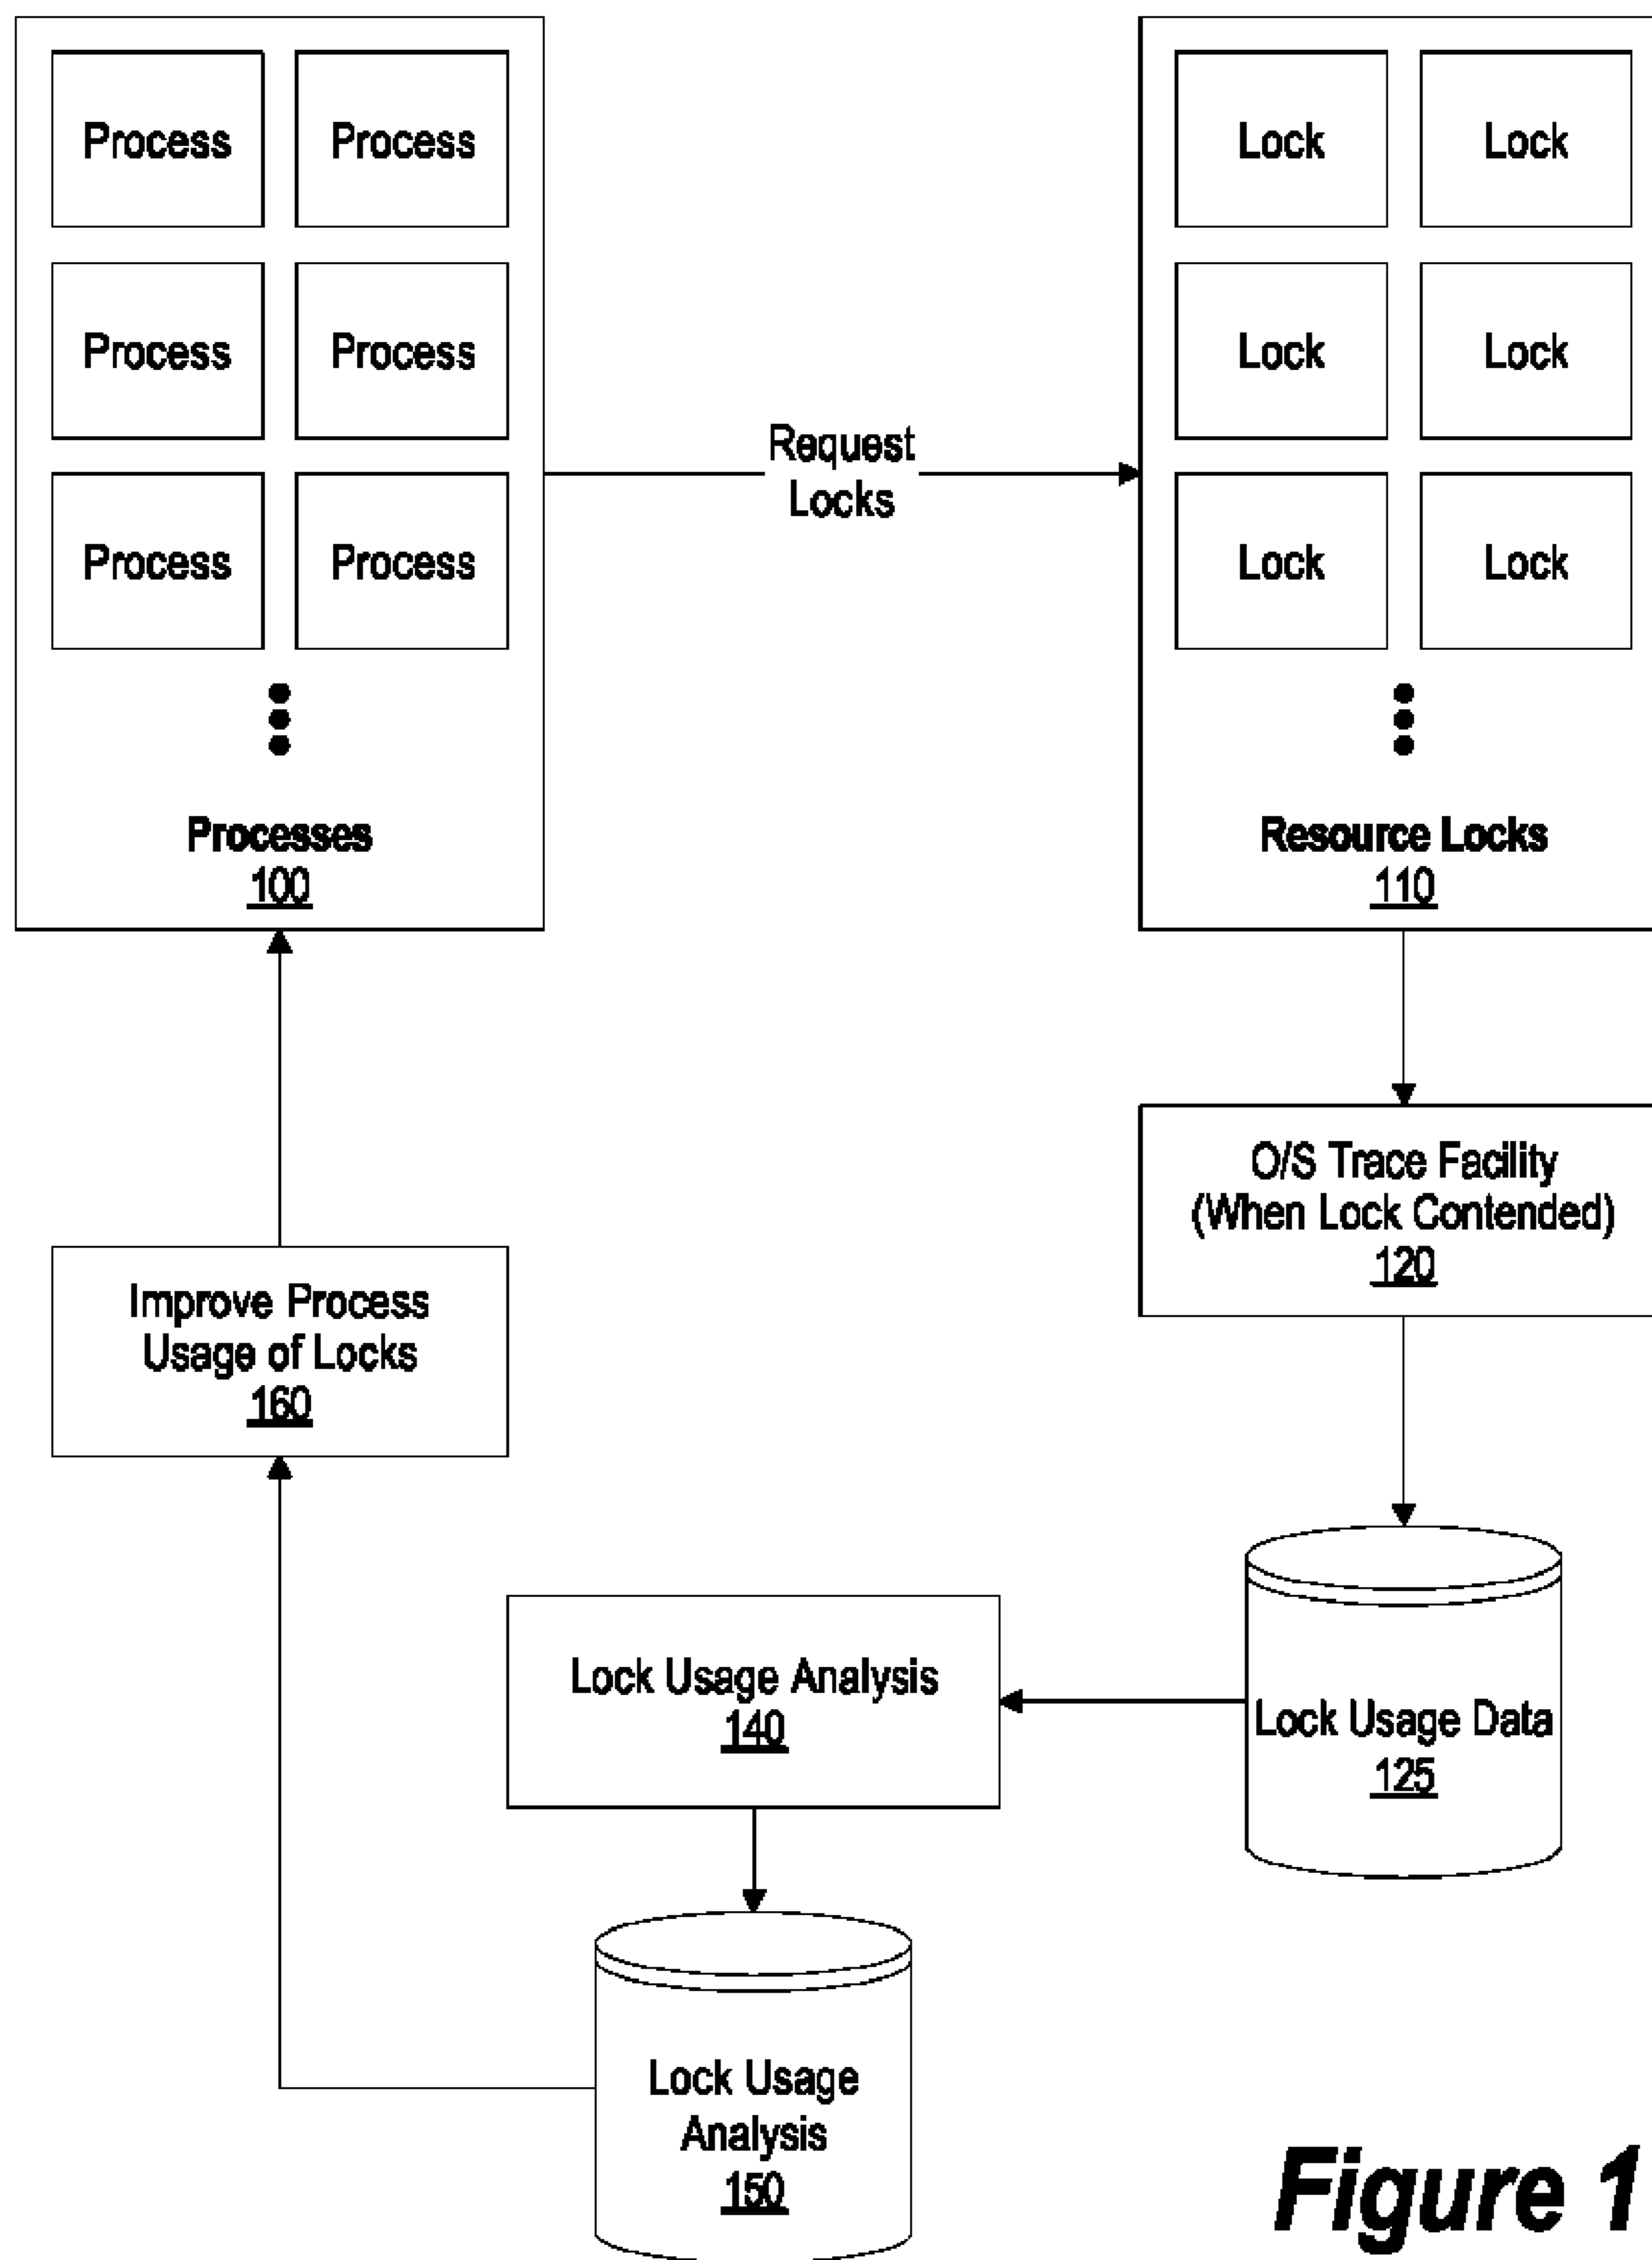 Process Process
Process Process
Process Process
Processes
100
Request
Locks
Lock Lock
Lock Lock
Lock Lock
Resource Locks
110
O/S Trace Facility
(When Lock Contended)
120
Improve Process
Usage of Locks
160
Lock Usage Analysis
140
Lock Usage Data
125
Lock Usage
Analysis
150
Figure 1